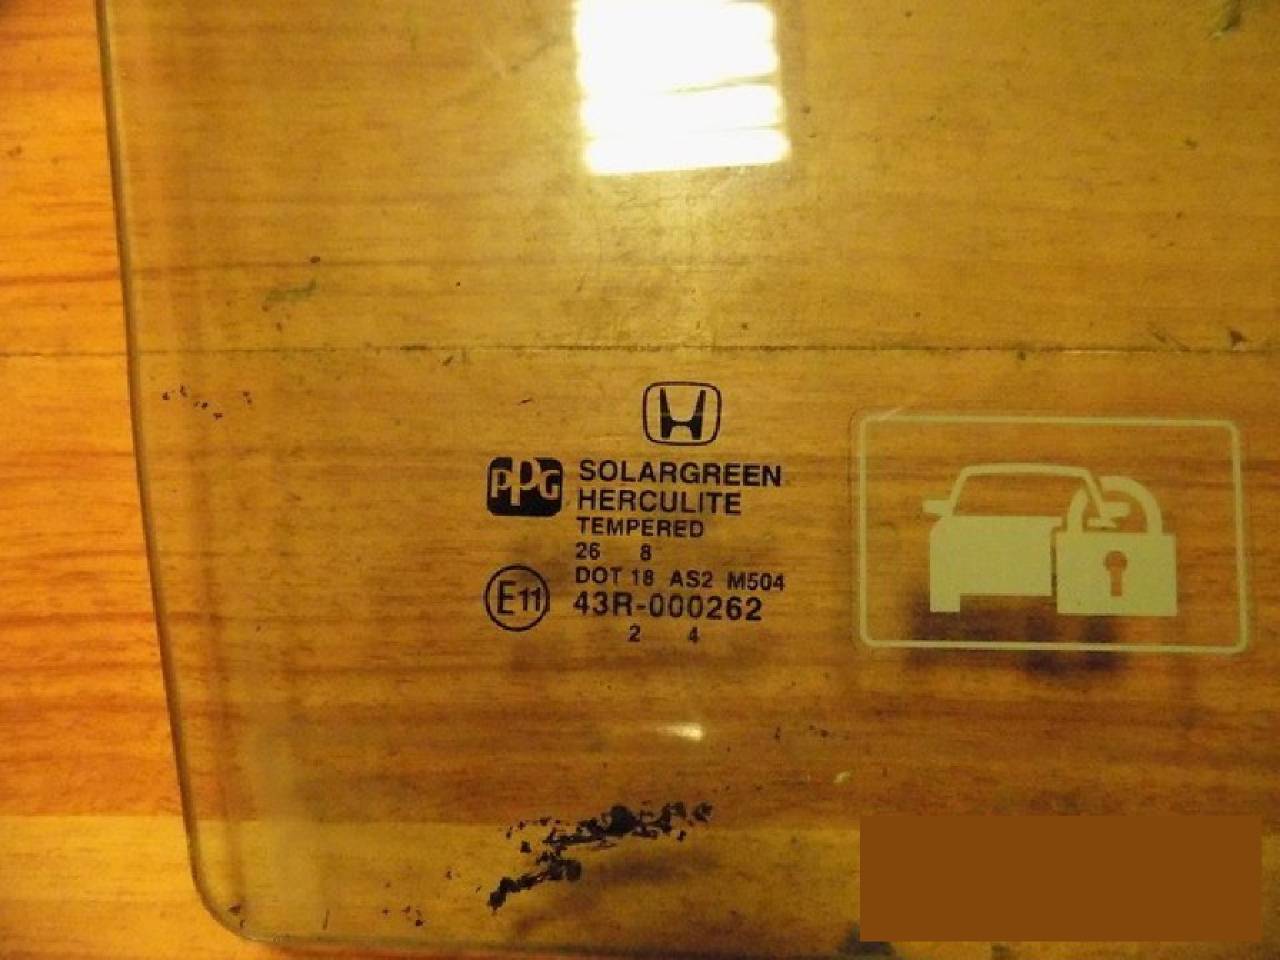 PPG SOLARGREEN
HERCULITE
TEMPERED
26 8
DOT 18 AS2 M504
E11 43R-000262
2 4